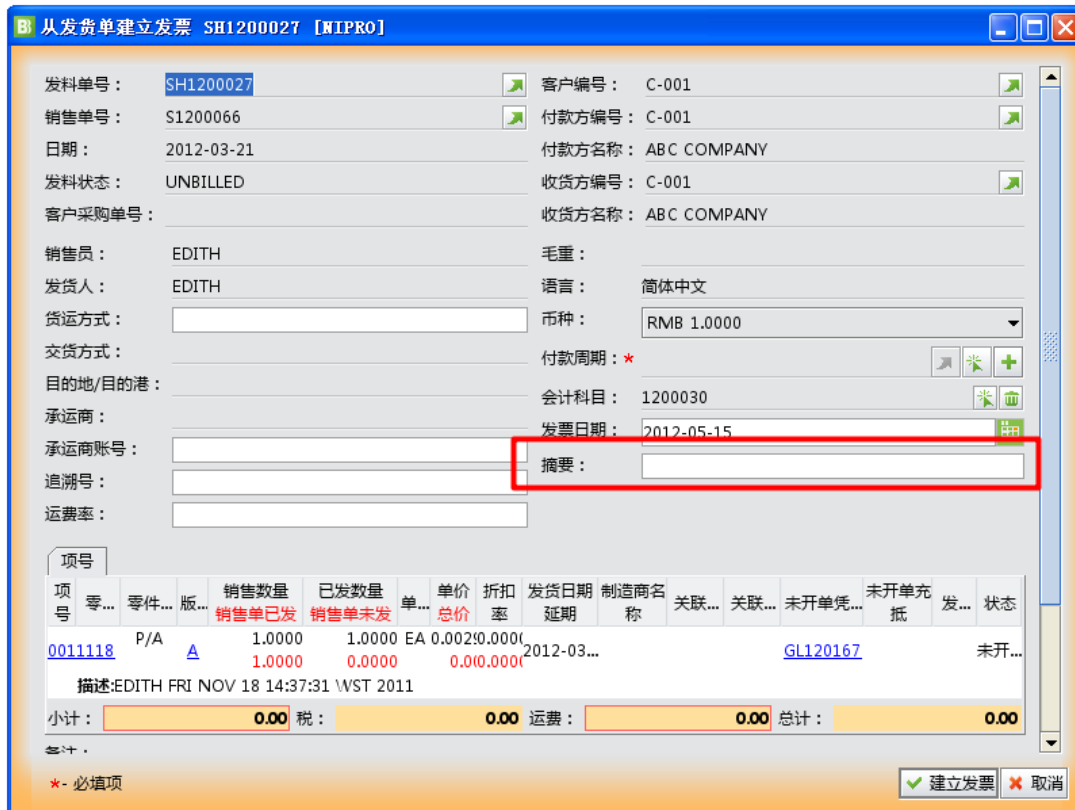 从发货单建立发票 SH1200027 [NIPRO]
发料单号： SH1200027 客户编号： C-001
销售单号： S1200066 付款方编号： C-001
日期： 2012-03-21 付款方名称： ABC COMPANY
发料状态： UNBILLED 收货方编号： C-001
客户采购单号： 收货方名称： ABC COMPANY
销售员： EDITH 毛重：
发货人： EDITH 语言： 简体中文
货运方式： 币种： RMB 1.0000
交货方式： 付款周期：*
目的地/目的港： 会计科目： 1200030
承运商： 发票日期： 2012-05-15
承运商账号： 摘要：
追溯号：
运费率：
项号
项号 零... 零件... 版... 销售数量 已发数量 单... 单价 折扣率 发货日期 制造商名称 关联... 关联... 未开单凭... 未开单充抵 发... 状态
销售单已发 销售单未发 总价 延期
0011118 P/A A 1.0000 1.0000 EA 0.0029 0.000( 2012-03... GL120167 未开...
1.0000 0.0000 0.0( 0.000(
描述:EDITH FRI NOV 18 14:37:31 WST 2011
小计： 0.00 税： 0.00 运费： 0.00 总计： 0.00
*- 必填项 建立发票 取消